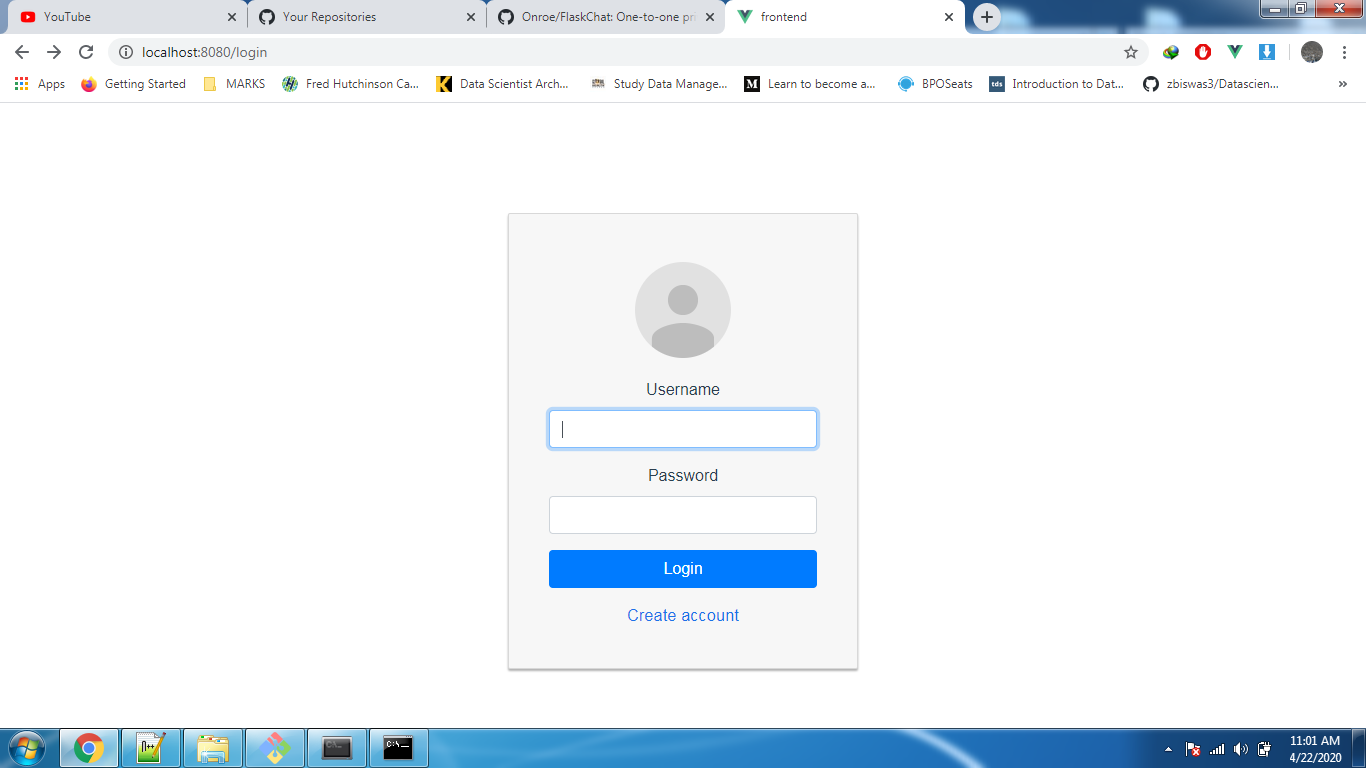 YouTube
Your Repositories
Onroe/FlaskChat: One-to-one pri
frontend
localhost:8080/login
Apps
Getting Started
MARKS
Fred Hutchinson Ca...
Data Scientist Arch...
Study Data Manage...
M
Learn to become a...
BPOSeats
tds
Introduction to Dat...
zbiswas3/Datascien...
Username
Password
Login
Create account
C:\
11:01 AM
4/22/2020